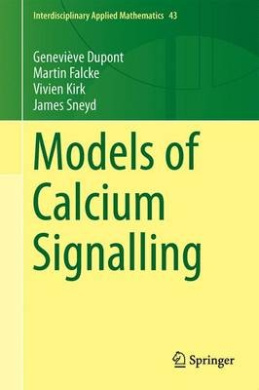 Interdisciplinary Applied Mathematics 43
Geneviève Dupont
Martin Falcke
Vivien Kirk
James Sneyd
Models of
Calcium
Signalling
Springer